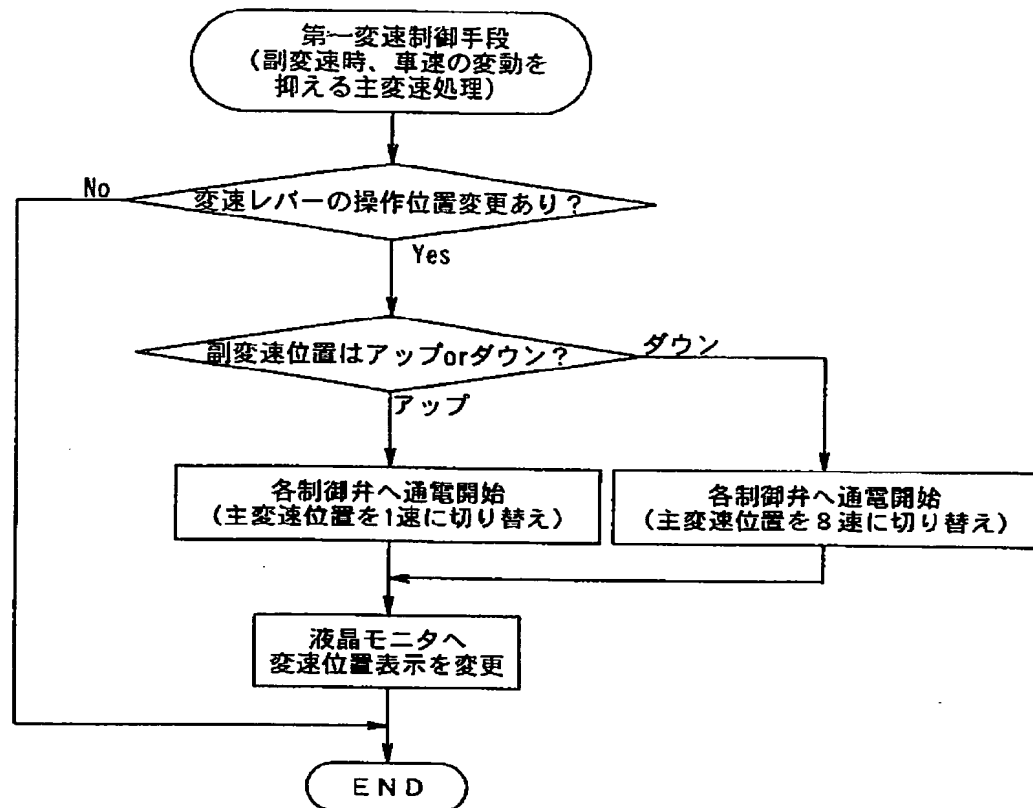 第一変速制御手段
(副変速時、車速の変動を
抑える主変速処理)
No
変速レバーの操作位置変更あり?
Yes
副変速位置はアップorダウン?
ダウン
アップ
各制御弁へ通電開始
(主変速位置を1速に切り替え)
各制御弁へ通電開始
(主変速位置を8速に切り替え)
液晶モニタへ
変速位置表示を変更
END